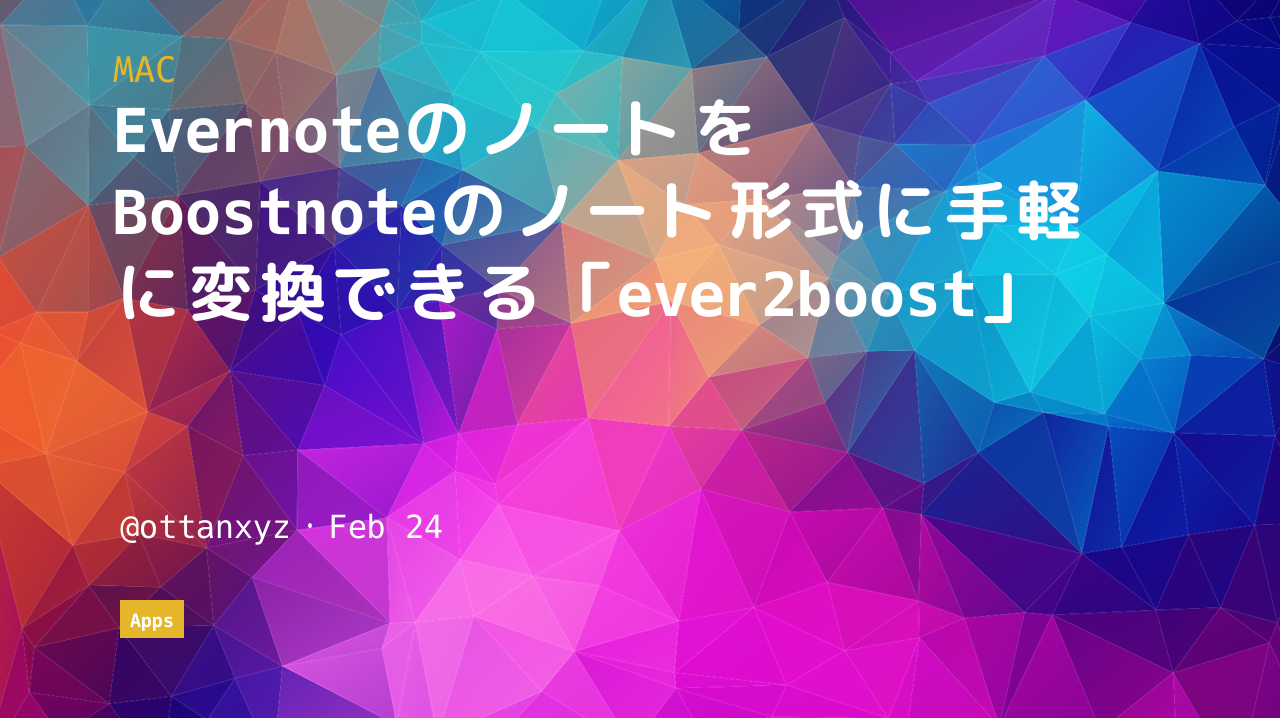 MAC
Evernoteのノートを
Boostnoteのノート形式に手軽
に変換できる「ever2boost」
@ottanxyz・Feb 24
Apps